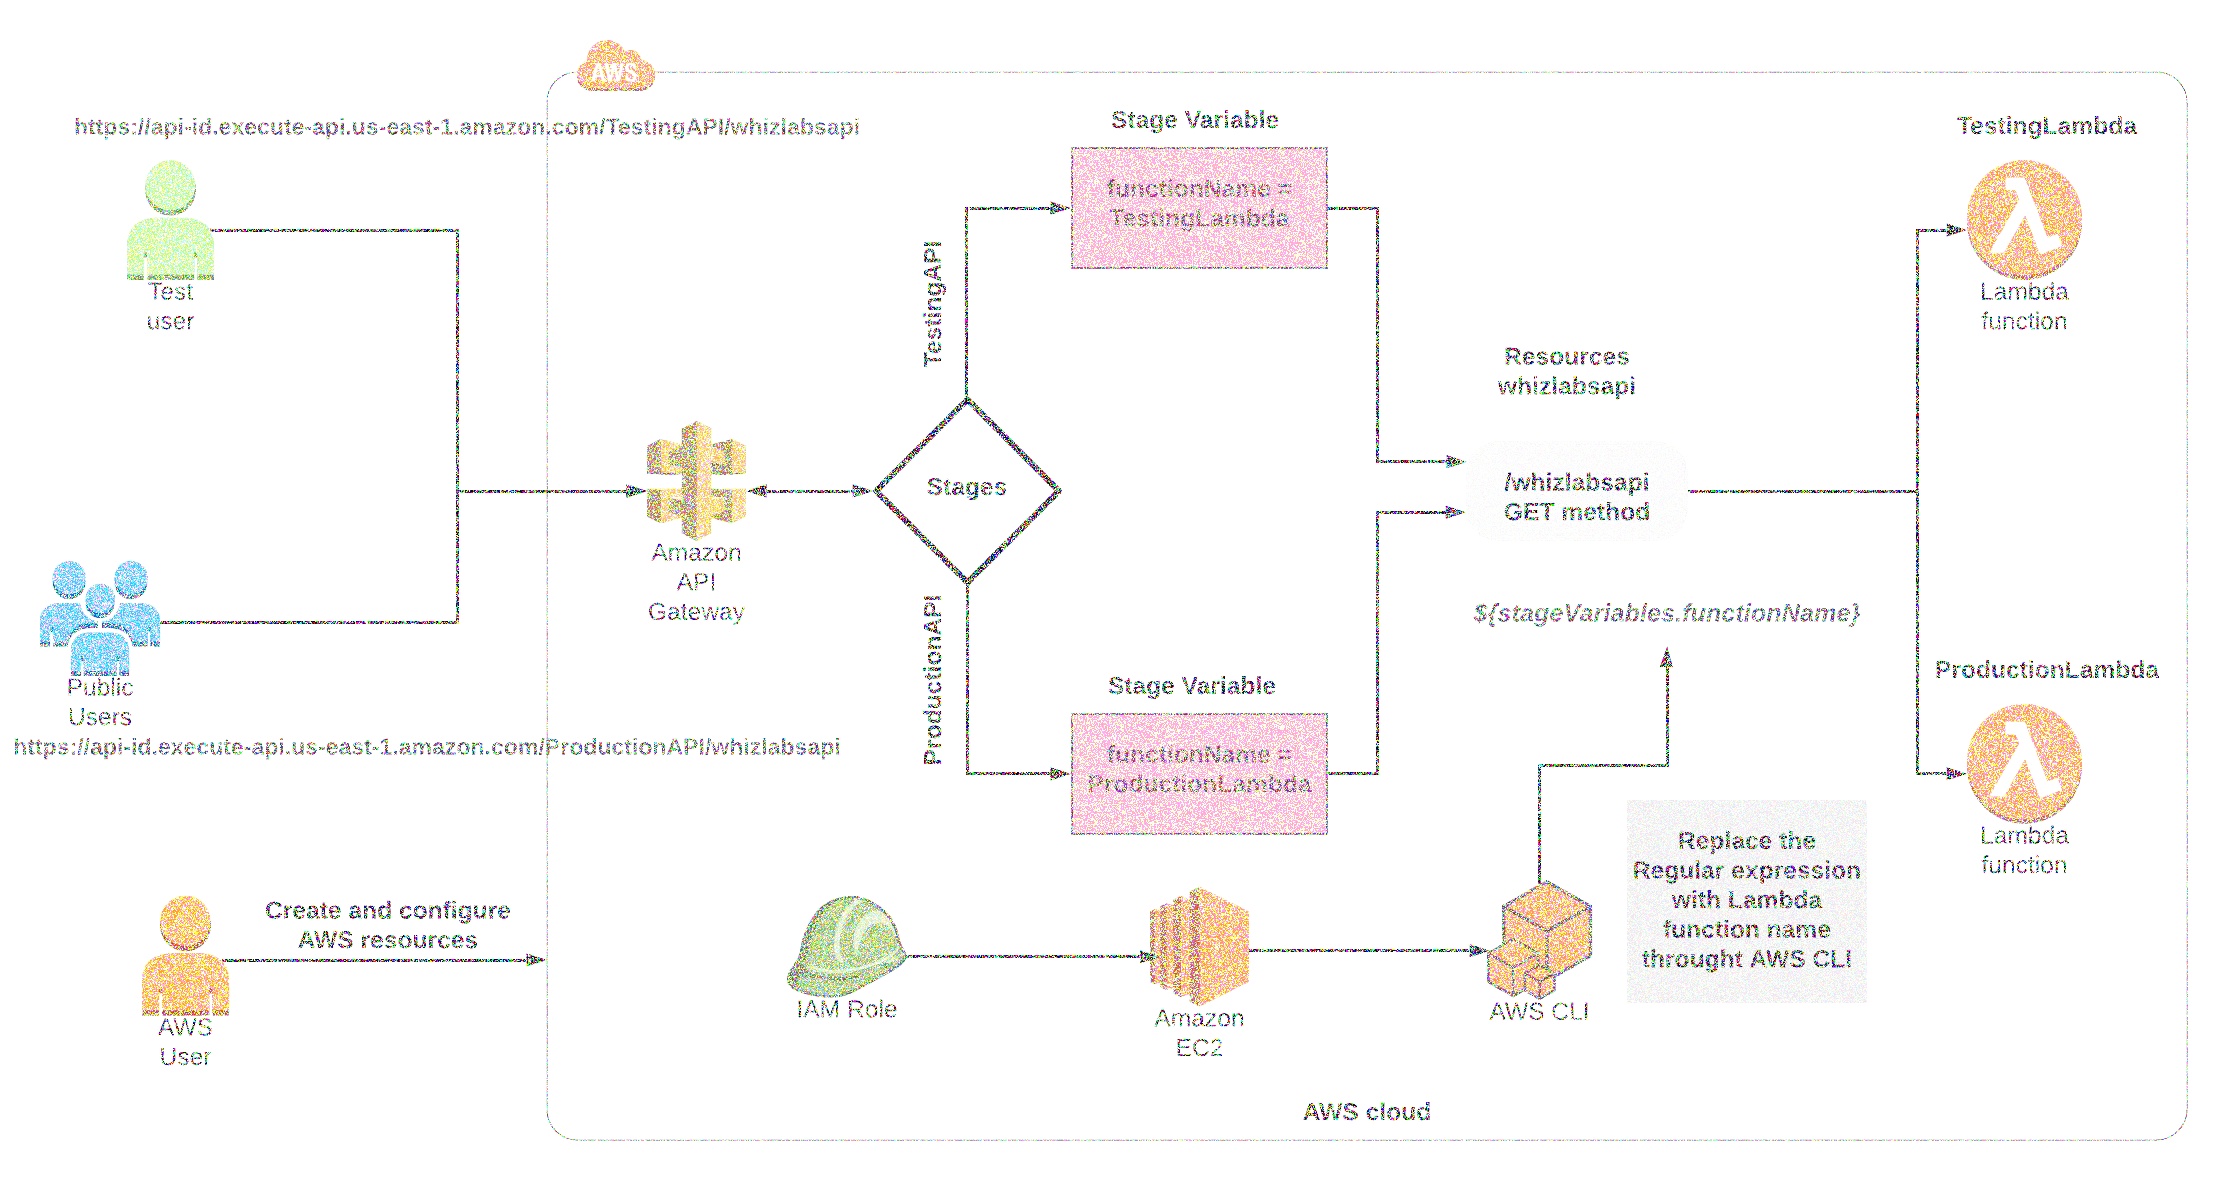 AWS
https://api-id.execute-api.us-east-1.amazon.com/TestingAPI/whizlabsapi
Test
user
Public
Users
https://api-id.execute-api.us-east-1.amazon.com/ProductionAPI/whizlabsapi
Create and configure
AWS resources
AWS
User
Amazon
API
Gateway
Stages
TestingAPI
ProductionAPI
Stage Variable
functionName =
TestingLambda
Stage Variable
functionName =
ProductionLambda
Resources
whizlabsapi
/whizlabsapi
GET method
${stageVariables.functionName}
TestingLambda
Lambda
function
ProductionLambda
Lambda
function
IAM Role
Amazon
EC2
AWS CLI
Replace the
Regular expression
with Lambda
function name
throught AWS CLI
AWS cloud